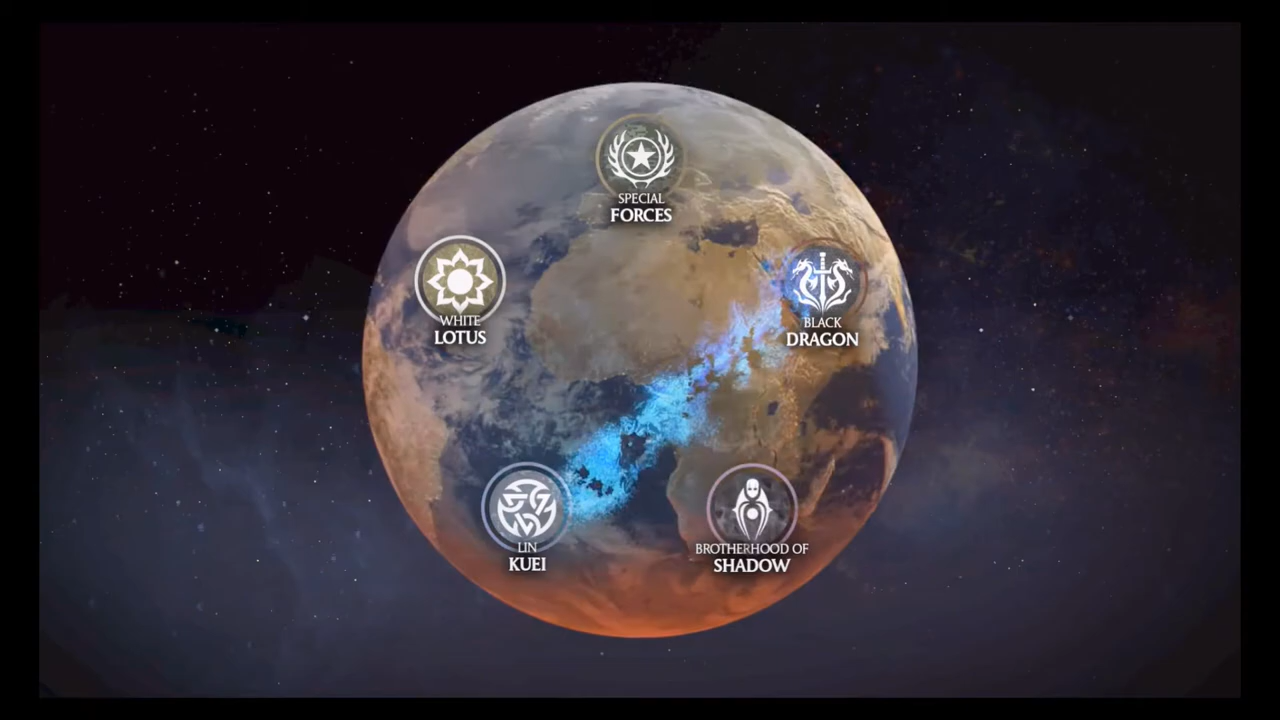 SPECIAL
FORCES
WHITE
LOTUS
BLACK
DRAGON
LIN
KUEI
BROTHERHOOD OF
SHADOW